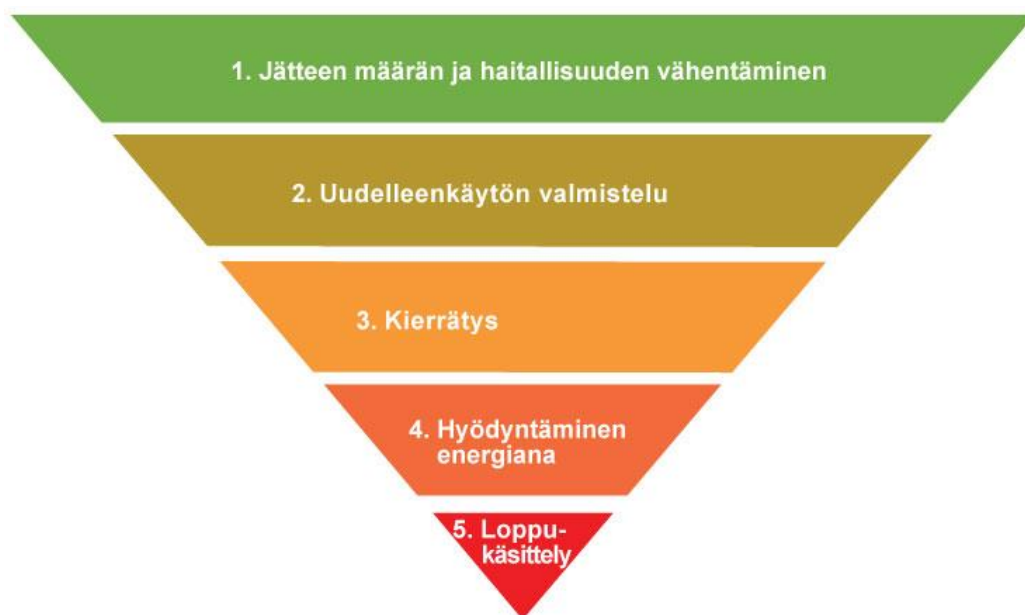 1. Jätteen määrän ja haitallisuuden vähentäminen
2. Uudelleenkäytön valmistelu
3. Kierrätys
4. Hyödyntäminen
energiana
5. Loppu-
käsittely